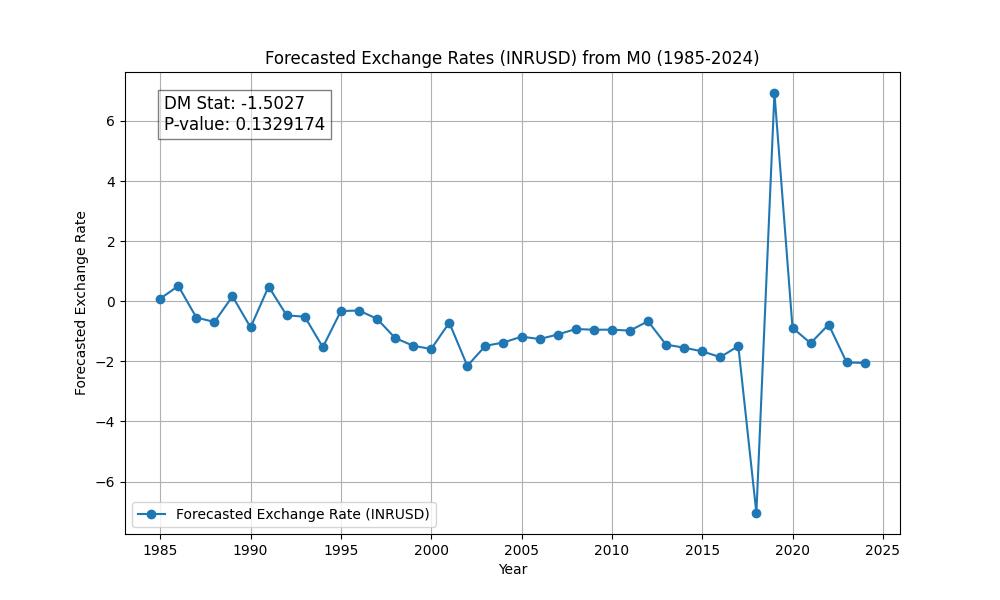 Forecasted Exchange Rates (INRUSD) from M0 (1985-2024)
DM Stat: -1.5027
P-value: 0.1329174
Forecasted Exchange Rate
6
4
2
0
−2
−4
−6
Forecasted Exchange Rate (INRUSD)
1985 1990 1995 2000 2005 2010 2015 2020 2025
Year